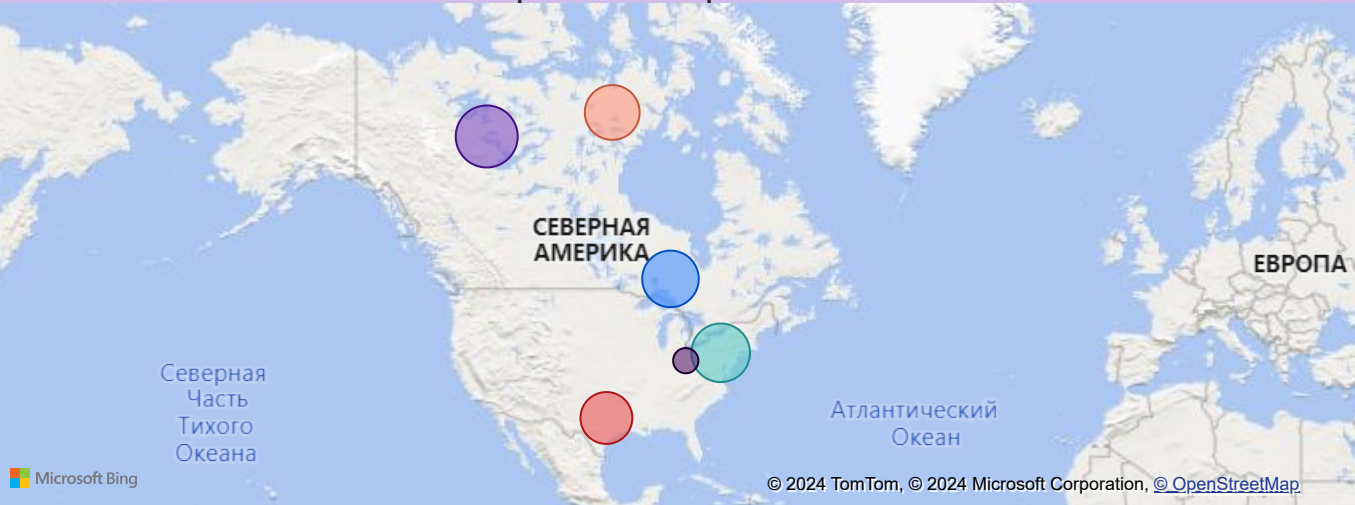 СЕВЕРНАЯ
АМЕРИКА
ЕВРОПА
Северная
Часть
Тихого
Океана
Атлантический
Океан
Microsoft Bing
© 2024 TomTom, © 2024 Microsoft Corporation, © OpenStreetMap